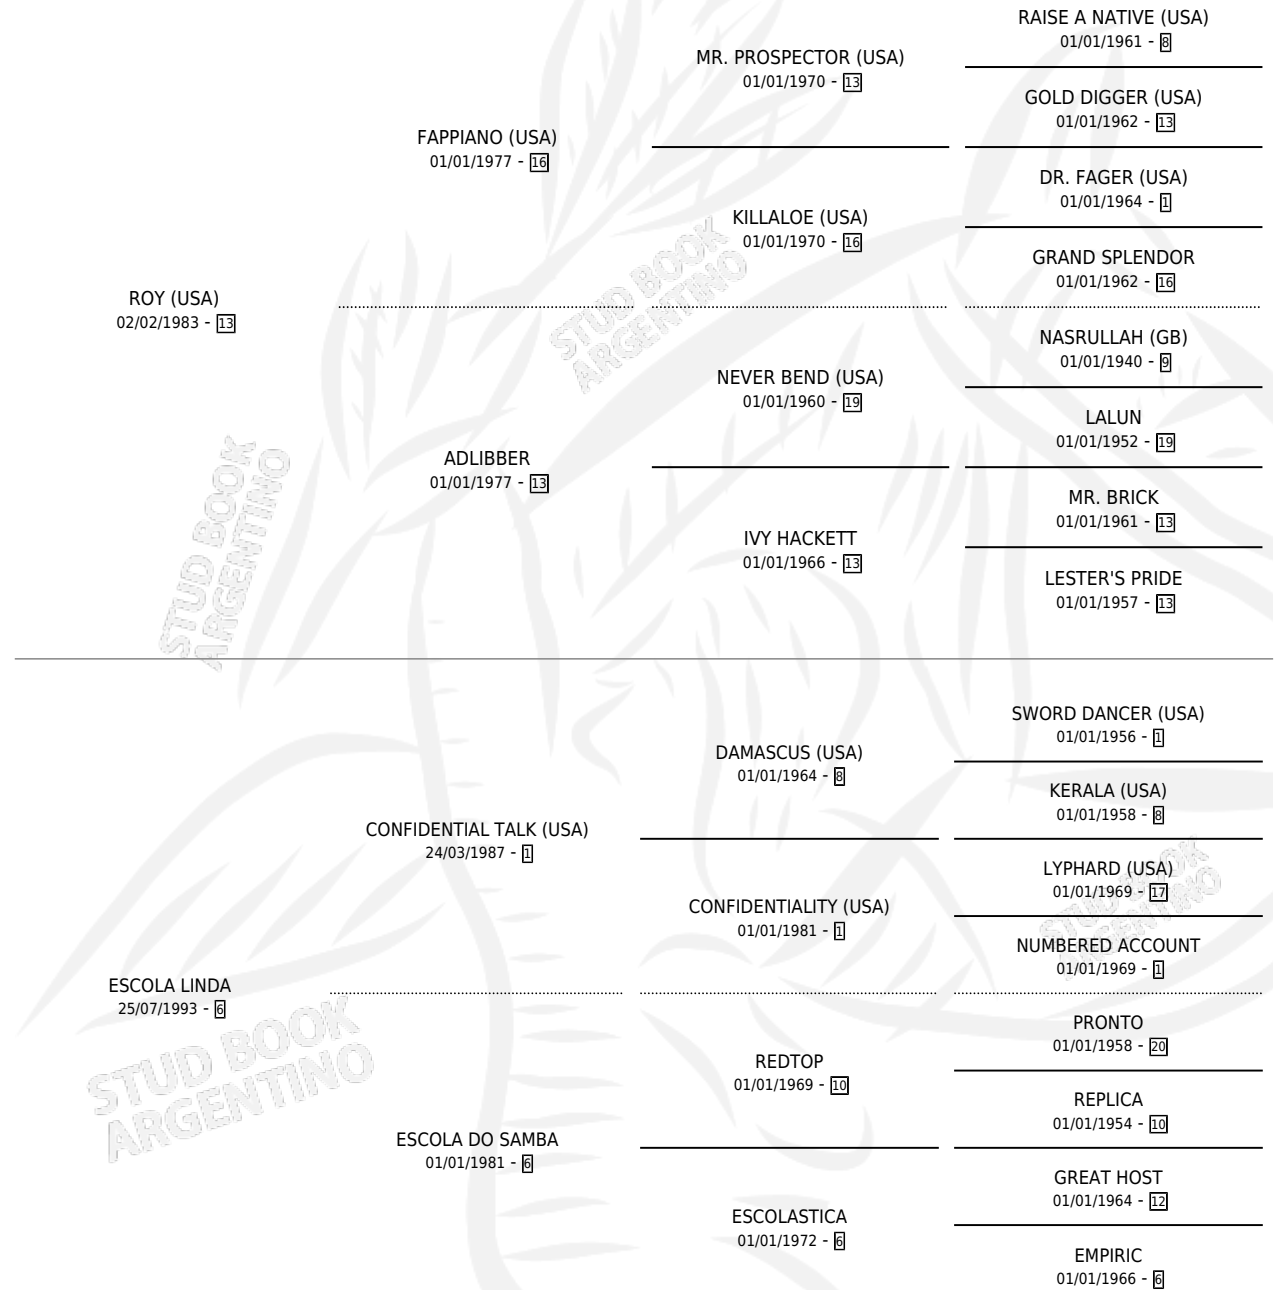 RAISE A NATIVE (USA)
01/01/1961 - 8
MR. PROSPECTOR (USA)
01/01/1970 - 13
GOLD DIGGER (USA)
01/01/1962 - 13
FAPPIANO (USA)
01/01/1977 - 16
DR. FAGER (USA)
01/01/1964 - 1
KILLALOE (USA)
01/01/1970 - 16
GRAND SPLENDOR
01/01/1962 - 16
ROY (USA)
02/02/1983 - 13
NASRULLAH (GB)
01/01/1940 - 9
NEVER BEND (USA)
01/01/1960 - 19
LALUN
01/01/1952 - 19
ADLIBBER
01/01/1977 - 13
MR. BRICK
01/01/1961 - 13
IVY HACKETT
01/01/1966 - 13
LESTER'S PRIDE
01/01/1957 - 13
SWORD DANCER (USA)
01/01/1956 - 1
DAMASCUS (USA)
01/01/1964 - 8
KERALA (USA)
01/01/1958 - 8
CONFIDENTIAL TALK (USA)
24/03/1987 - 1
LYPHARD (USA)
01/01/1969 - 17
CONFIDENTIALITY (USA)
01/01/1981 - 1
NUMBERED ACCOUNT
01/01/1969 - 1
ESCOLA LINDA
25/07/1993 - 6
PRONTO
01/01/1958 - 20
REDTOP
01/01/1969 - 10
REPLICA
01/01/1954 - 10
ESCOLA DO SAMBA
01/01/1981 - 6
GREAT HOST
01/01/1964 - 12
ESCOLASTICA
01/01/1972 - 6
EMPIRIC
01/01/1966 - 6
STUD BOOK
ARGENTINO
STUD BOOK
ARGENTINO
STUD BOOK
ARGENTINO
STUD BOOK
ARGENTINO